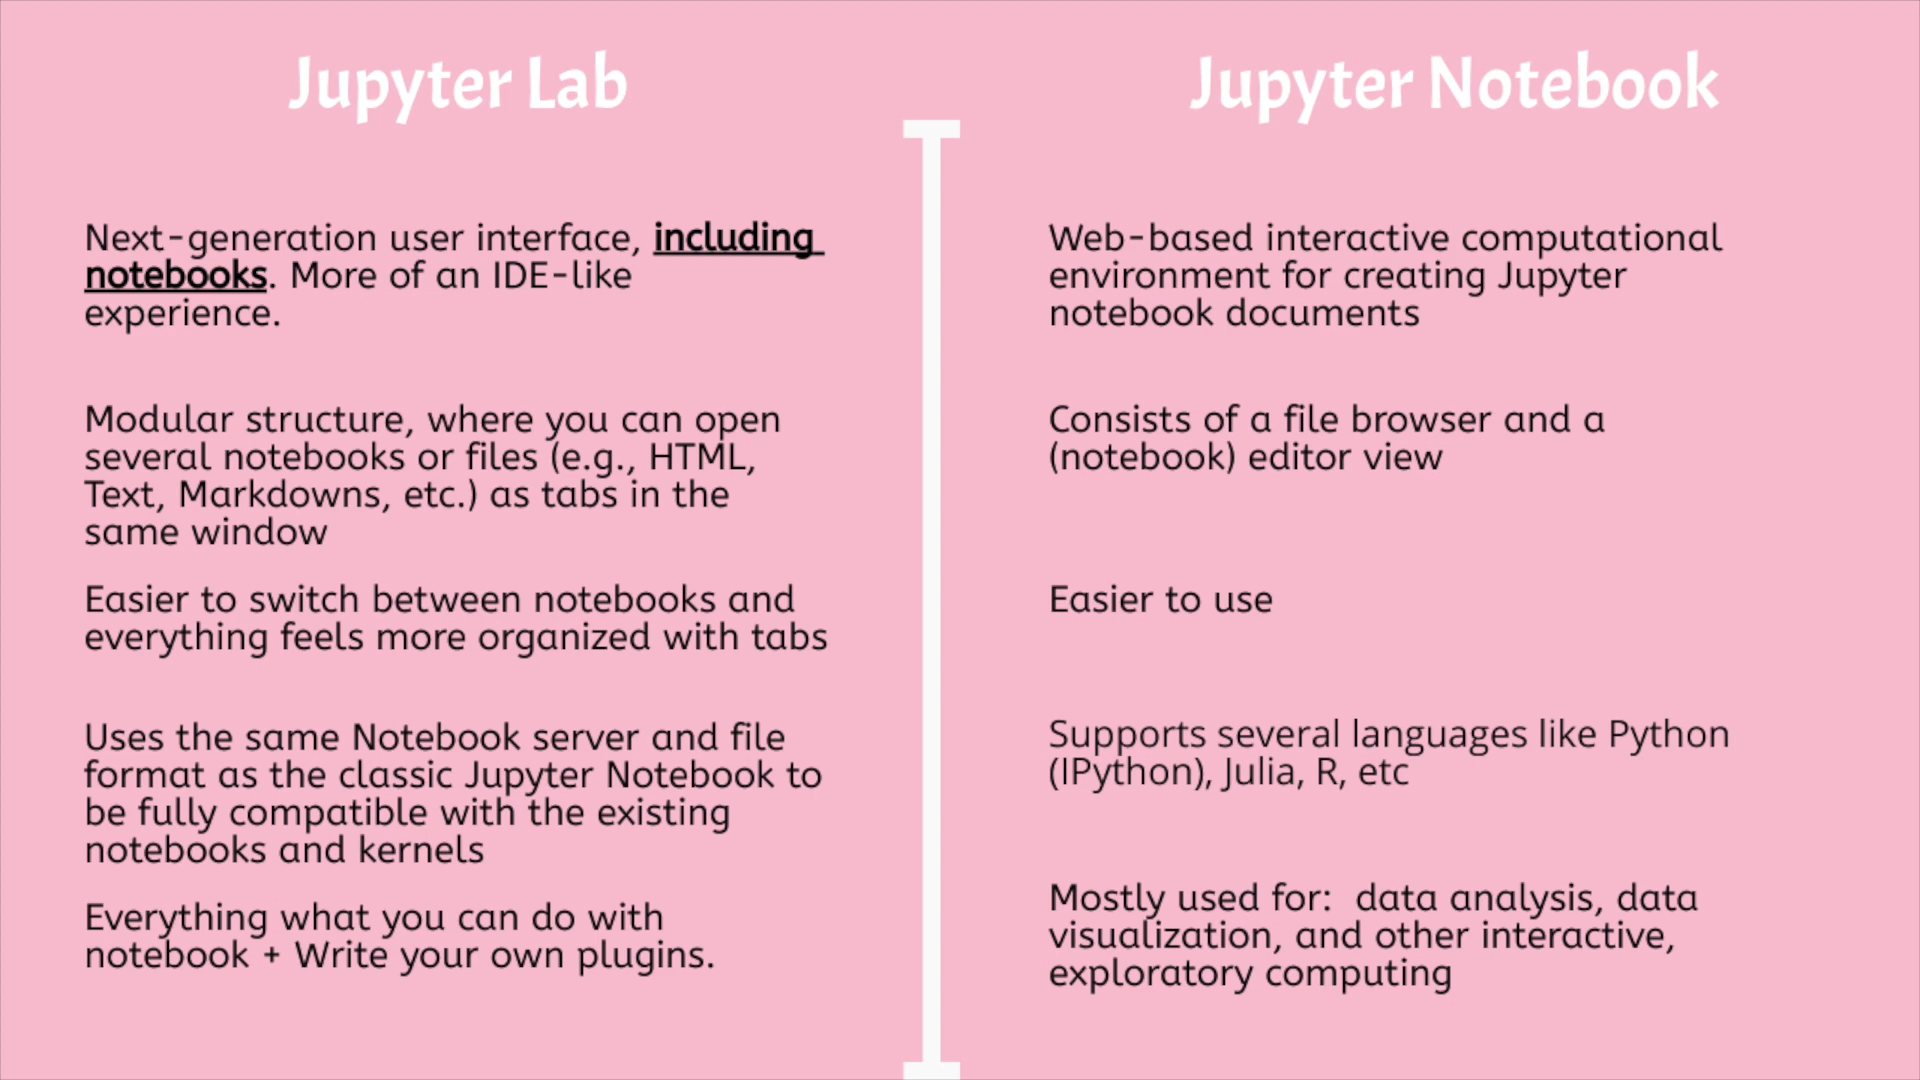 Jupyter Lab
Next-generation user interface, including
notebooks. More of an IDE-like
experience.
Modular structure, where you can open
several notebooks or files (e.g., HTML,
Text, Markdowns, etc.) as tabs in the
same window
Easier to switch between notebooks and
everything feels more organized with tabs
Uses the same Notebook server and file
format as the classic Jupyter Notebook to
be fully compatible with the existing
notebooks and kernels
Everything what you can do with
notebook + Write your own plugins.
Jupyter Notebook
Web-based interactive computational
environment for creating Jupyter
notebook documents
Consists of a file browser and a
(notebook) editor view
Easier to use
Supports several languages like Python
(IPython), Julia, R, etc
Mostly used for:  data analysis, data
visualization, and other interactive,
exploratory computing